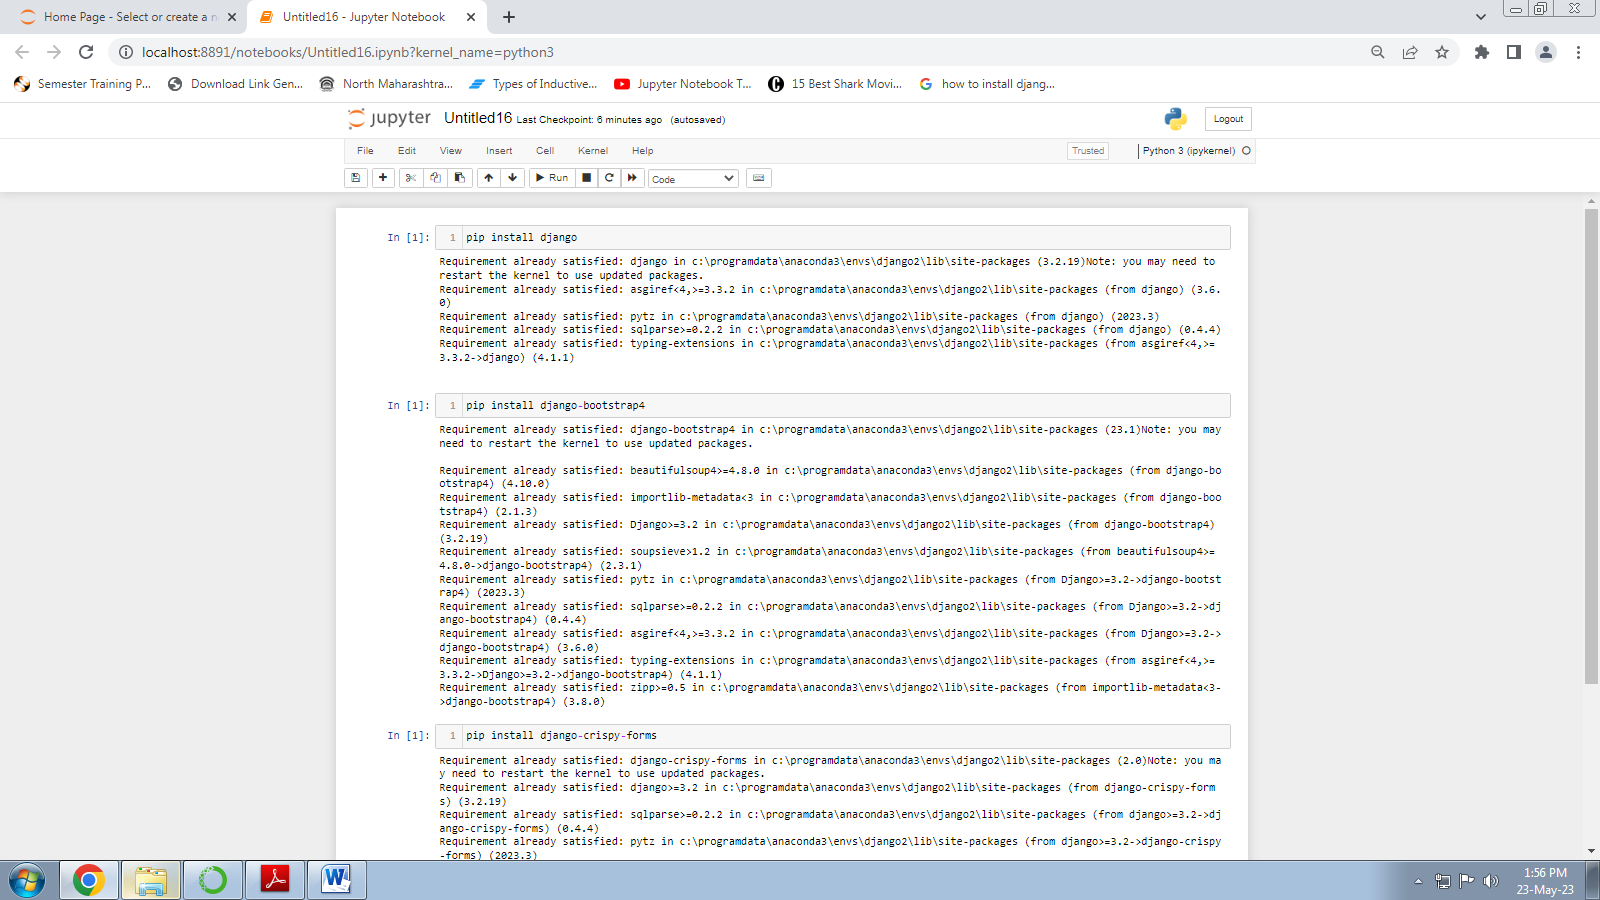 Home Page - Select or create a n
Untitled16 - Jupyter Notebook
localhost:8891/notebooks/Untitled16.ipynb?kernel_name=python3
Semester Training P...
Download Link Gen...
North Maharashtra...
Types of Inductive...
Jupyter Notebook T...
15 Best Shark Movi...
how to install djang...
jupyter Untitled16 Last Checkpoint: 6 minutes ago (autosaved)
Logout
File Edit View Insert Cell Kernel Help
Trusted
Python 3 (ipykernel)
Run
Code
In [1]: 1 pip install django
Requirement already satisfied: django in c:\programdata\anaconda3\envs\django2\lib\site-packages (3.2.19)Note: you may need to
restart the kernel to use updated packages.
Requirement already satisfied: asgiref<4,>=3.3.2 in c:\programdata\anaconda3\envs\django2\lib\site-packages (from django) (3.6.
0)
Requirement already satisfied: pytz in c:\programdata\anaconda3\envs\django2\lib\site-packages (from django) (2023.3)
Requirement already satisfied: sqlparse>=0.2.2 in c:\programdata\anaconda3\envs\django2\lib\site-packages (from django) (0.4.4)
Requirement already satisfied: typing-extensions in c:\programdata\anaconda3\envs\django2\lib\site-packages (from asgiref<4,>=
3.3.2->django) (4.1.1)
In [1]: 1 pip install django-bootstrap4
Requirement already satisfied: django-bootstrap4 in c:\programdata\anaconda3\envs\django2\lib\site-packages (23.1)Note: you may
need to restart the kernel to use updated packages.
Requirement already satisfied: beautifulsoup4>=4.8.0 in c:\programdata\anaconda3\envs\django2\lib\site-packages (from django-bo
otstrap4) (4.10.0)
Requirement already satisfied: importlib-metadata<3 in c:\programdata\anaconda3\envs\django2\lib\site-packages (from django-boo
tstrap4) (2.1.3)
Requirement already satisfied: Django>=3.2 in c:\programdata\anaconda3\envs\django2\lib\site-packages (from django-bootstrap4)
(3.2.19)
Requirement already satisfied: soupsieve>1.2 in c:\programdata\anaconda3\envs\django2\lib\site-packages (from beautifulsoup4>=
4.8.0->django-bootstrap4) (2.3.1)
Requirement already satisfied: pytz in c:\programdata\anaconda3\envs\django2\lib\site-packages (from Django>=3.2->django-bootst
rap4) (2023.3)
Requirement already satisfied: sqlparse>=0.2.2 in c:\programdata\anaconda3\envs\django2\lib\site-packages (from Django>=3.2->dj
ango-bootstrap4) (0.4.4)
Requirement already satisfied: asgiref<4,>=3.3.2 in c:\programdata\anaconda3\envs\django2\lib\site-packages (from Django>=3.2->
django-bootstrap4) (3.6.0)
Requirement already satisfied: typing-extensions in c:\programdata\anaconda3\envs\django2\lib\site-packages (from asgiref<4,>=
3.3.2->Django>=3.2->django-bootstrap4) (4.1.1)
Requirement already satisfied: zipp>=0.5 in c:\programdata\anaconda3\envs\django2\lib\site-packages (from importlib-metadata<3-
>django-bootstrap4) (3.8.0)
In [1]: 1 pip install django-crispy-forms
Requirement already satisfied: django-crispy-forms in c:\programdata\anaconda3\envs\django2\lib\site-packages (2.0)Note: you ma
y need to restart the kernel to use updated packages.
Requirement already satisfied: django>=3.2 in c:\programdata\anaconda3\envs\django2\lib\site-packages (from django-crispy-form
s) (3.2.19)
Requirement already satisfied: sqlparse>=0.2.2 in c:\programdata\anaconda3\envs\django2\lib\site-packages (from django>=3.2->dj
ango-crispy-forms) (0.4.4)
Requirement already satisfied: pytz in c:\programdata\anaconda3\envs\django2\lib\site-packages (from django>=3.2->django-crispy
-forms) (2023.3)
1:56 PM
23-May-23